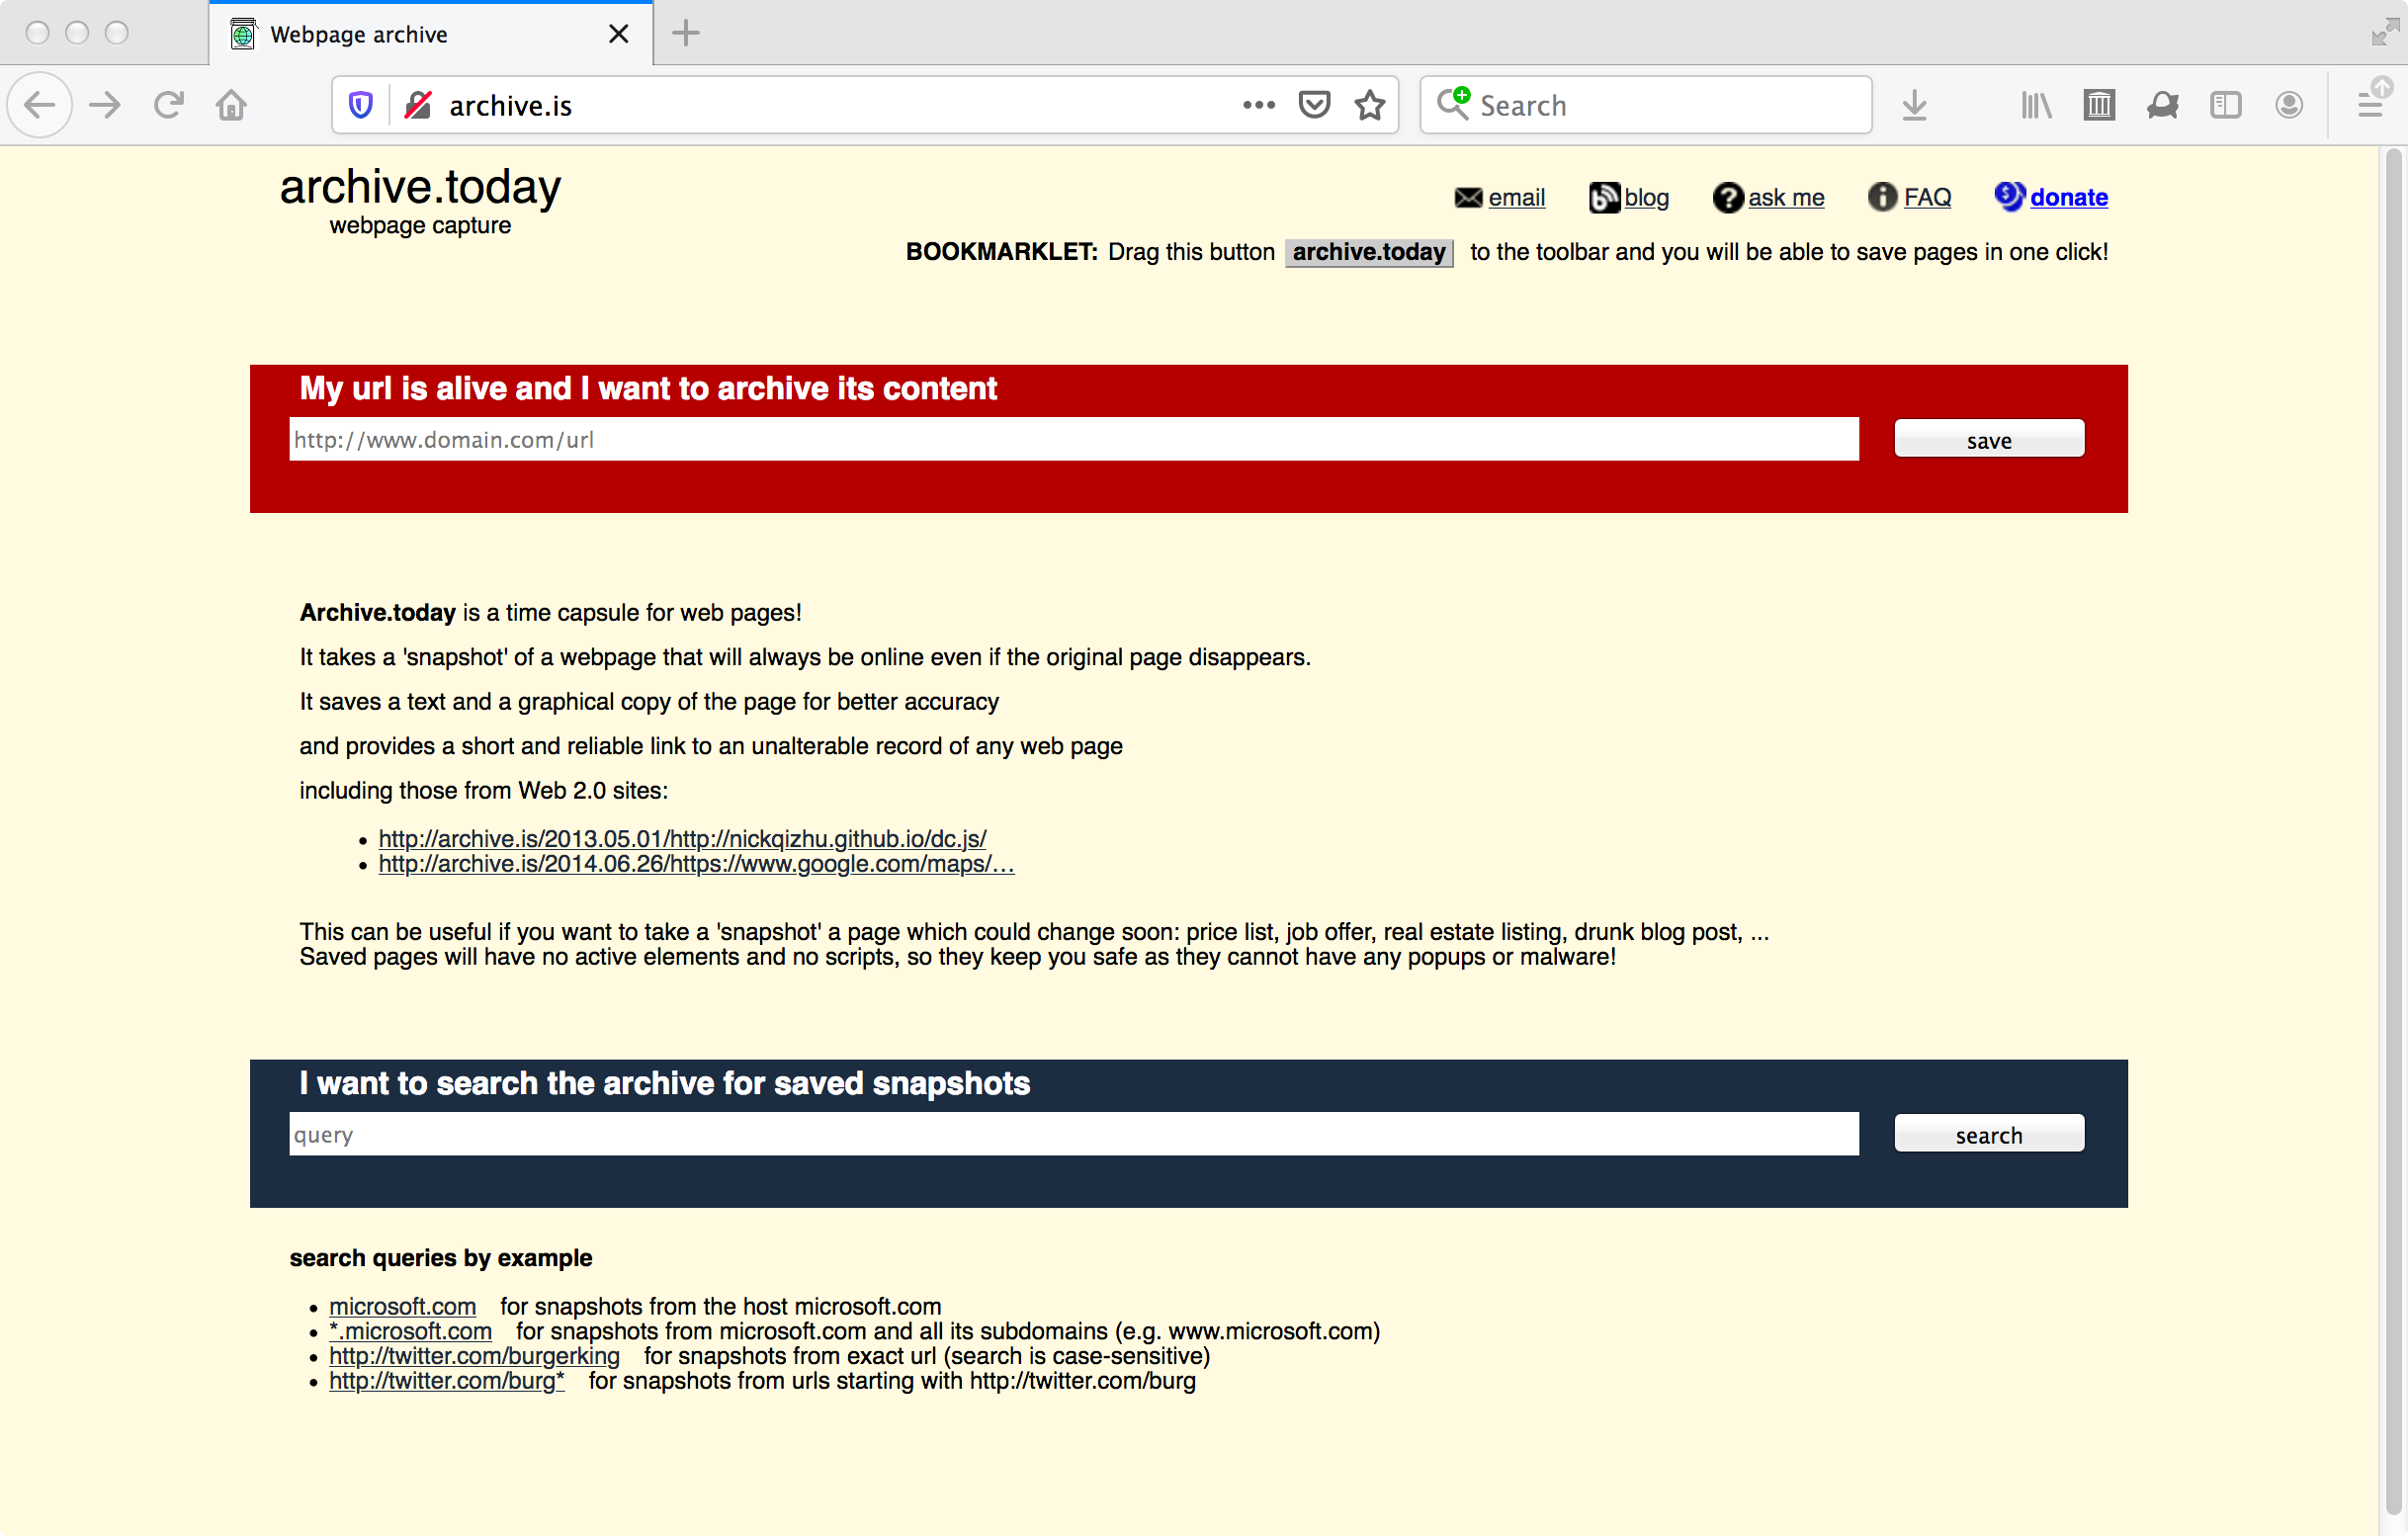 Webpage archive
archive.is
Search
archive.today
webpage capture
email blog ask me FAQ donate
BOOKMARKLET: Drag this button archive.today to the toolbar and you will be able to save pages in one click!
My url is alive and I want to archive its content
http://www.domain.com/url save
Archive.today is a time capsule for web pages!
It takes a 'snapshot' of a webpage that will always be online even if the original page disappears.
It saves a text and a graphical copy of the page for better accuracy
and provides a short and reliable link to an unalterable record of any web page
including those from Web 2.0 sites:
• http://archive.is/2013.05.01/http://nickqizhu.github.io/dc.js/
• http://archive.is/2014.06.26/https://www.google.com/maps/...
This can be useful if you want to take a 'snapshot' a page which could change soon: price list, job offer, real estate listing, drunk blog post, ...
Saved pages will have no active elements and no scripts, so they keep you safe as they cannot have any popups or malware!
I want to search the archive for saved snapshots
query search
search queries by example
• microsoft.com for snapshots from the host microsoft.com
• *.microsoft.com for snapshots from microsoft.com and all its subdomains (e.g. www.microsoft.com)
• http://twitter.com/burgerking for snapshots from exact url (search is case-sensitive)
• http://twitter.com/burg* for snapshots from urls starting with http://twitter.com/burg